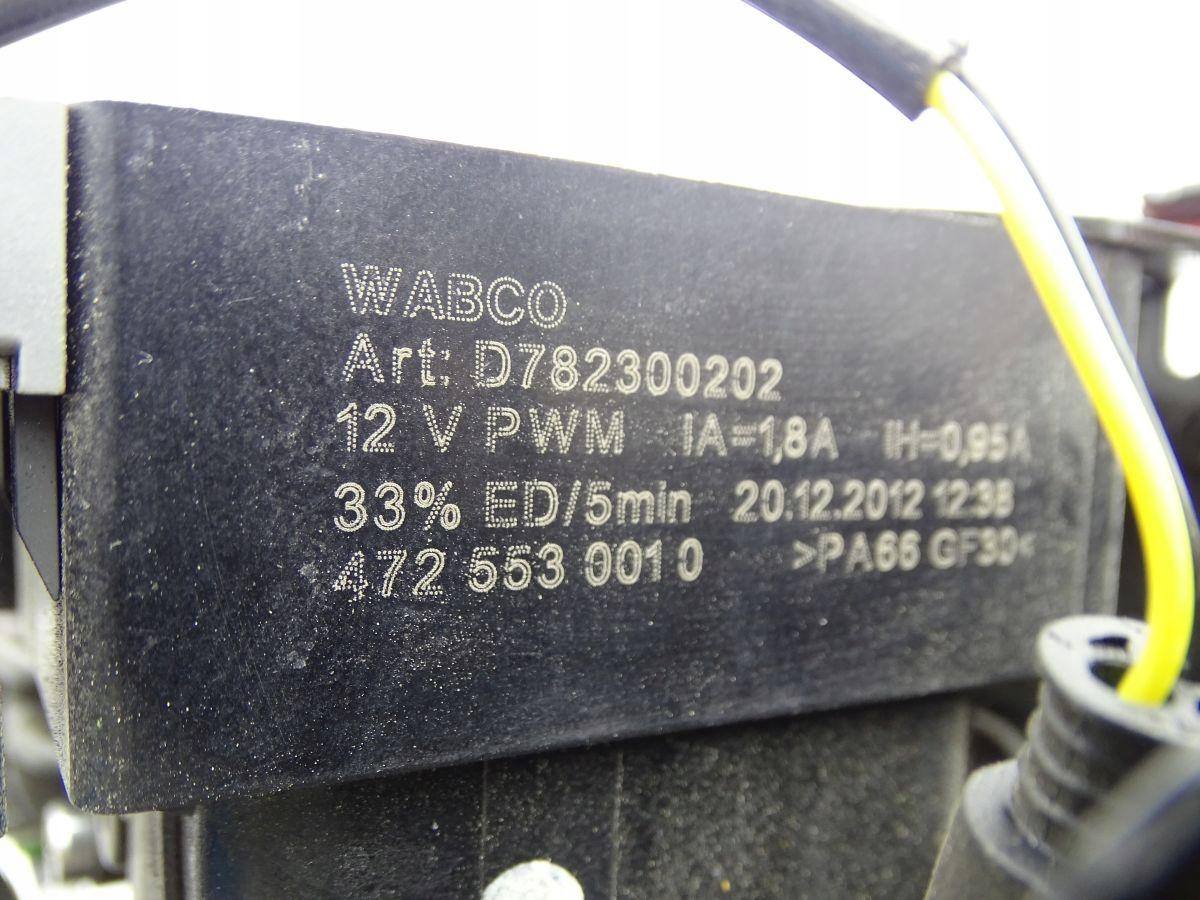 WABCO
Art: D782300202
12 V PWM IA=1,8A IH=0,95A
33% ED/5min 20.12.2012 12:38
472 553 001 0 >PA66 GF30<